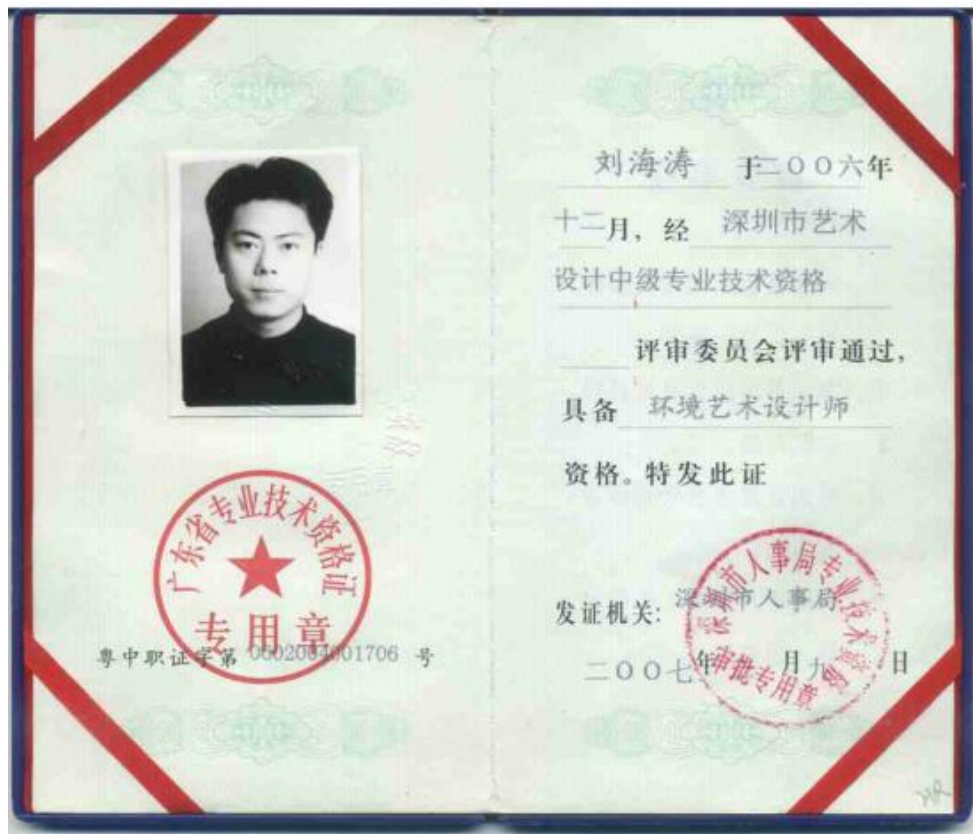 广东省专业技术资格证
专用章
粤中职证字第 0602004001706 号
刘海涛 于二〇〇六年
十二月，经 深圳市艺术
设计中级专业技术资格
评审委员会评审通过，
具备 环境艺术设计师
资格。特发此证
深圳市人事局专业技术资格
审批专用章
发证机关: 深圳市人事局
二〇〇七年 月九 日